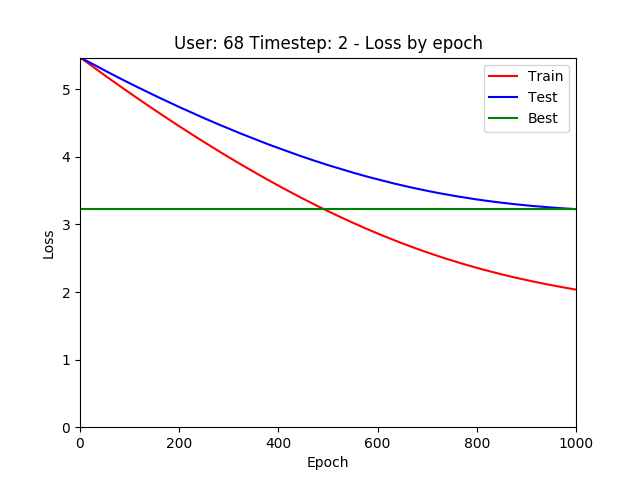 User: 68 Timestep: 2 - Loss by epoch
Train
Test
Best
5
4
3
2
1
0
Loss
0 200 400 600 800 1000
Epoch